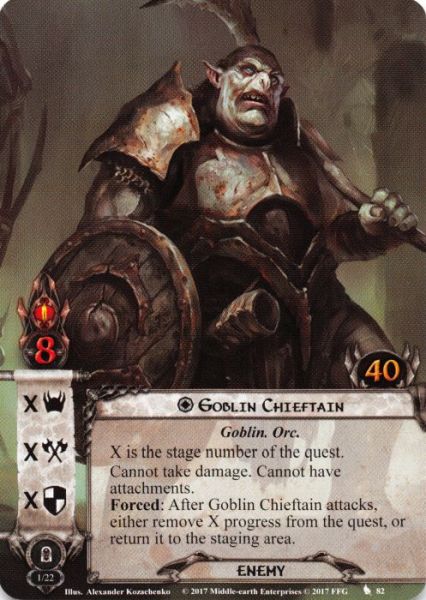 8
40
Goblin Chieftain
X
X
X
Goblin. Orc.
X is the stage number of the quest.
Cannot take damage. Cannot have
attachments.
Forced: After Goblin Chieftain attacks,
either remove X progress from the quest, or
return it to the staging area.
1/22
ENEMY
Illus. Alexander Kozachenko © 2017 Middle-earth Enterprises © 2017 FFG 82